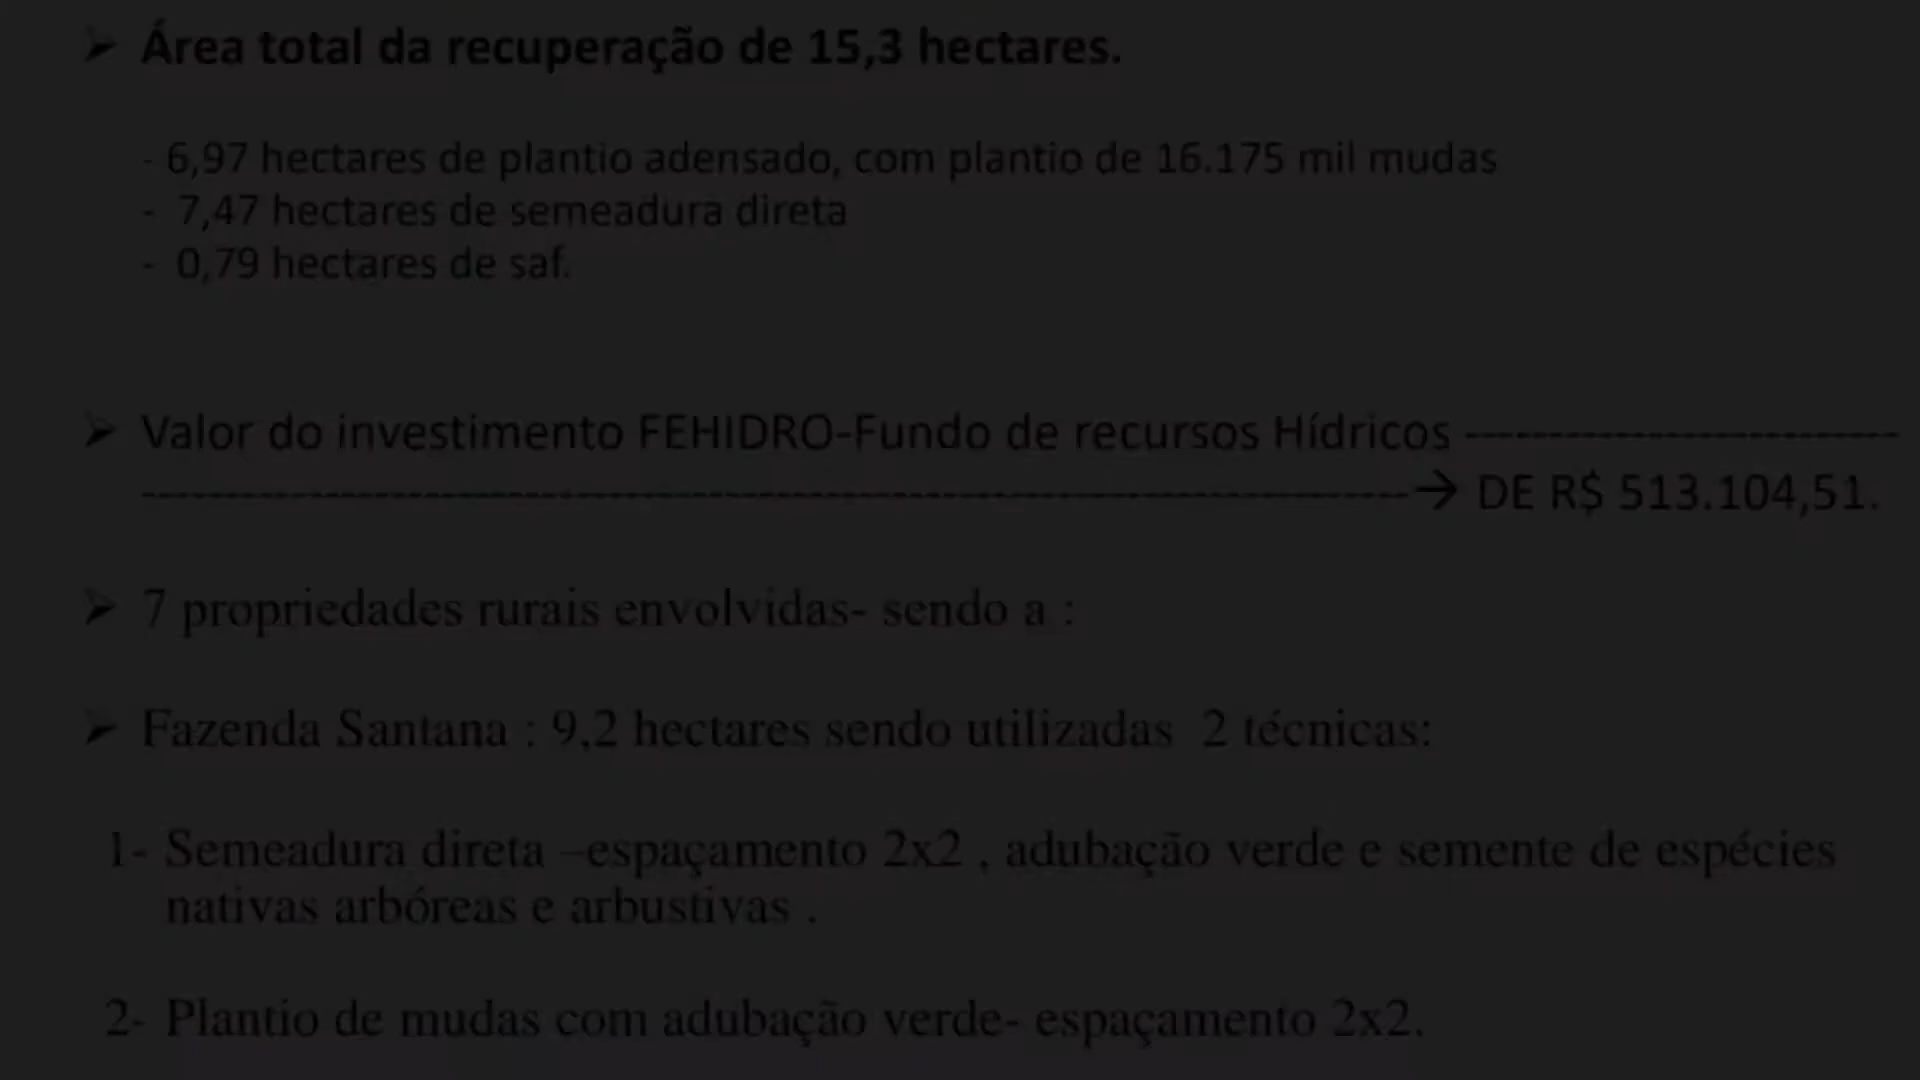 ➢ Área total da recuperação de 15,3 hectares.
- 6,97 hectares de plantio adensado, com plantio de 16.175 mil mudas
- 7,47 hectares de semeadura direta
- 0,79 hectares de saf.
➢ Valor do investimento FEHIDRO-Fundo de recursos Hídricos ---------------------------
--------------------------------------------------------------------------------→ DE R$ 513.104,51.
➢ 7 propriedades rurais envolvidas- sendo a :
➢ Fazenda Santana : 9,2 hectares sendo utilizadas 2 técnicas:
1- Semeadura direta –espaçamento 2x2 , adubação verde e semente de espécies
nativas arbóreas e arbustivas .
2- Plantio de mudas com adubação verde- espaçamento 2x2.